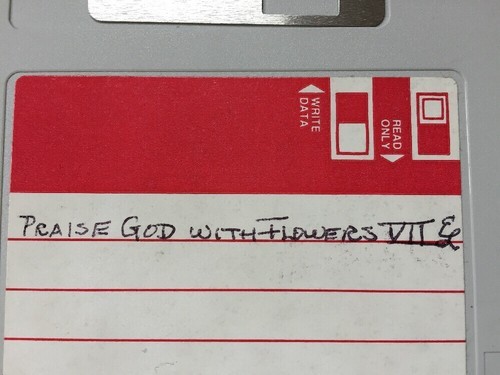 WRITE
DATA
READ
ONLY
PRAISE GOD WITH FLOWERS VII &